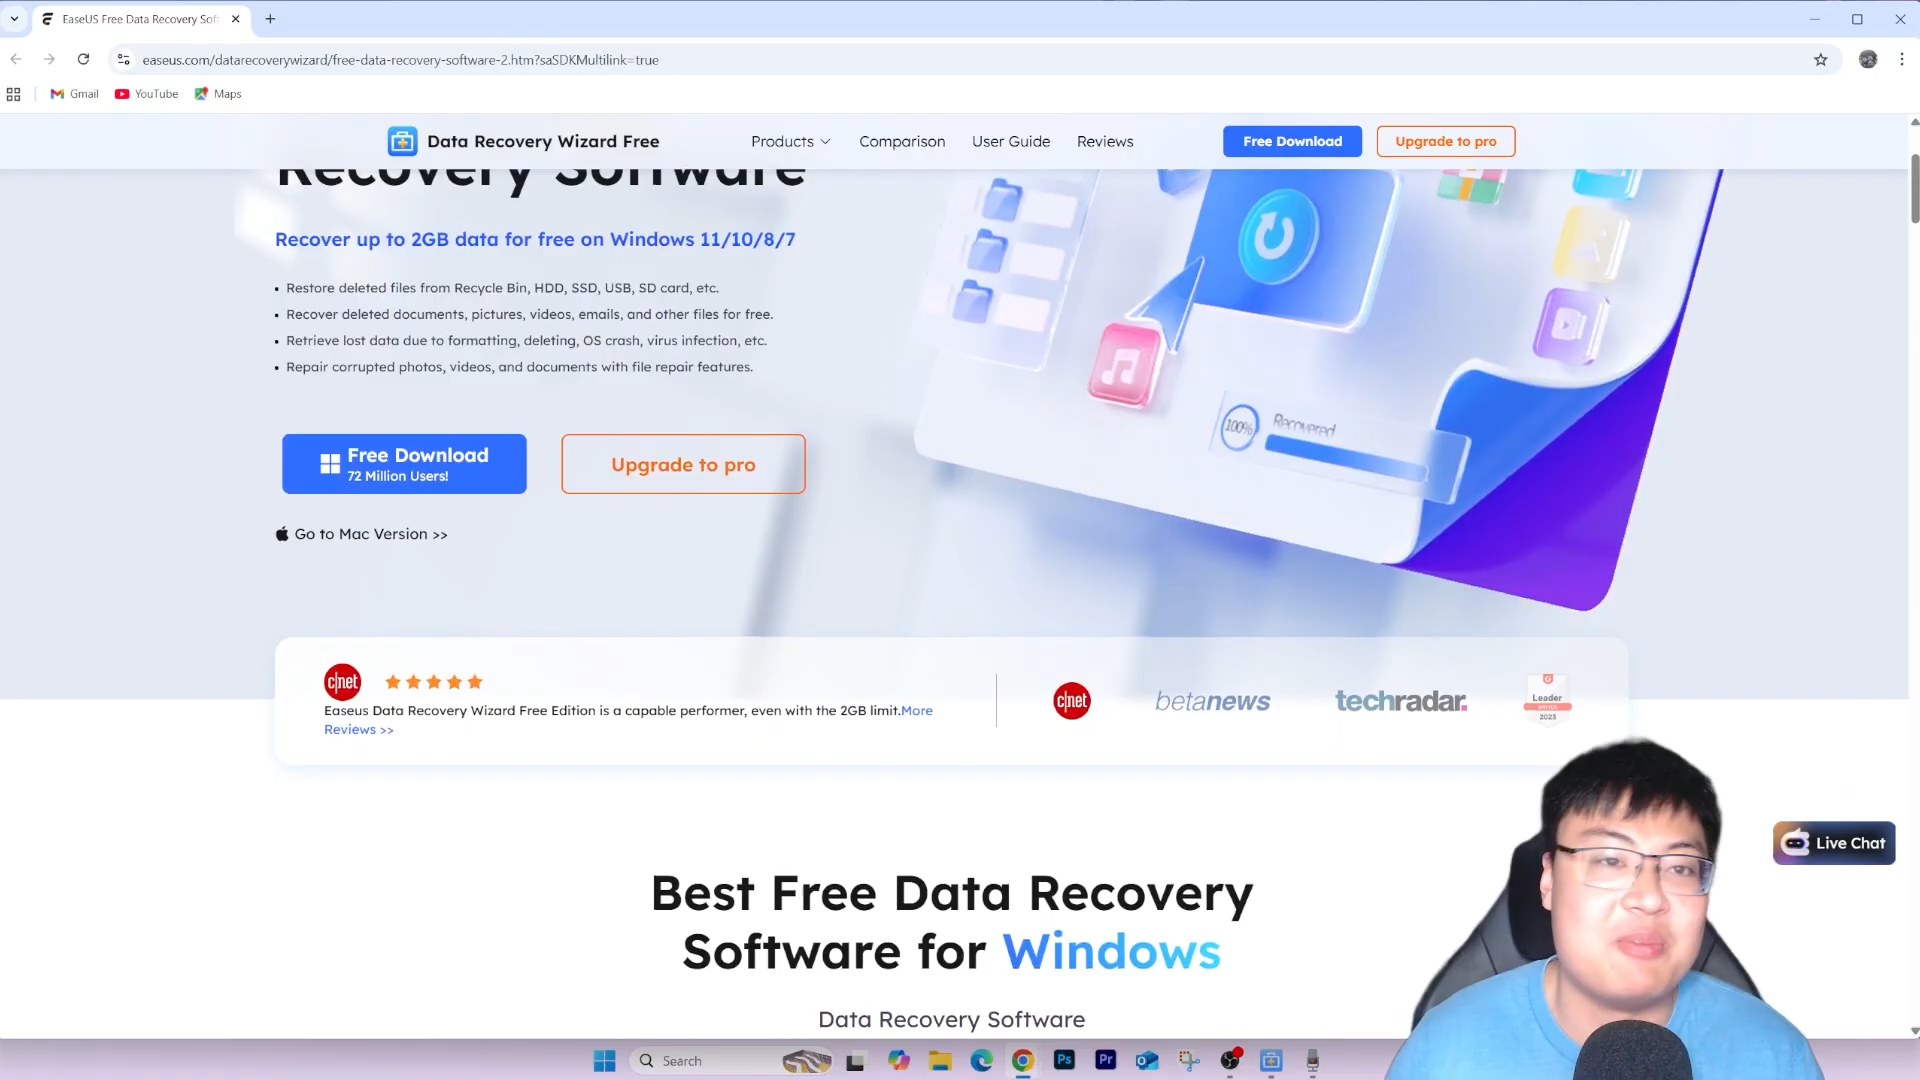 EaseUS Free Data Recovery Sof
easeus.com/datarecoverywizard/free-data-recovery-software-2.htm?saSDKMultilink=true
Gmail YouTube Maps
Data Recovery Wizard Free Products Comparison User Guide Reviews Free Download Upgrade to pro
Recovery Software
Recover up to 2GB data for free on Windows 11/10/8/7
• Restore deleted files from Recycle Bin, HDD, SSD, USB, SD card, etc.
• Recover deleted documents, pictures, videos, emails, and other files for free.
• Retrieve lost data due to formatting, deleting, OS crash, virus infection, etc.
• Repair corrupted photos, videos, and documents with file repair features.
100% Recovered
Free Download
72 Million Users!
Upgrade to pro
Go to Mac Version >>
c|net
Easeus Data Recovery Wizard Free Edition is a capable performer, even with the 2GB limit.More
Reviews >>
c|net betanews techradar.
Leader
WINTER
2023
Live Chat
Best Free Data Recovery
Software for Windows
Data Recovery Software
Search
Ps
Pr